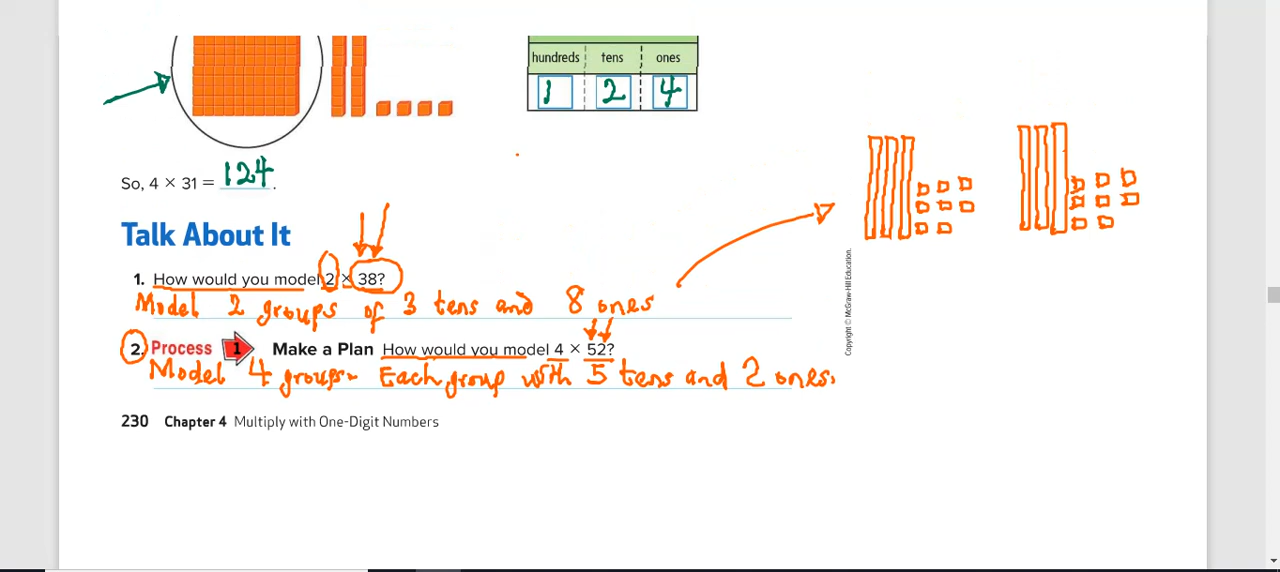 hundreds tens ones
1 2 4
So, 4 × 31 = 124.
Talk About It
1. How would you model 2 × 38?
Model 2 groups of 3 tens and 8 ones
2. Process 1 Make a Plan How would you model 4 × 52?
Model 4 groups. Each group with 5 tens and 2 ones.
230 Chapter 4 Multiply with One-Digit Numbers
Copyright © McGraw-Hill Education.